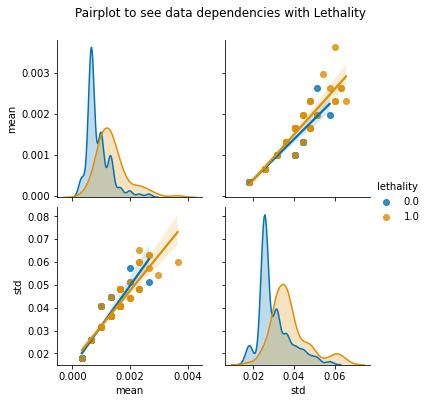 Pairplot to see data dependencies with Lethality
0.003
0.002
0.001
0.000
mean
lethality
0.0
1.0
0.08
0.07
0.06
0.05
0.04
0.03
0.02
std
0.000 0.002 0.004
mean
0.02 0.04 0.06
std